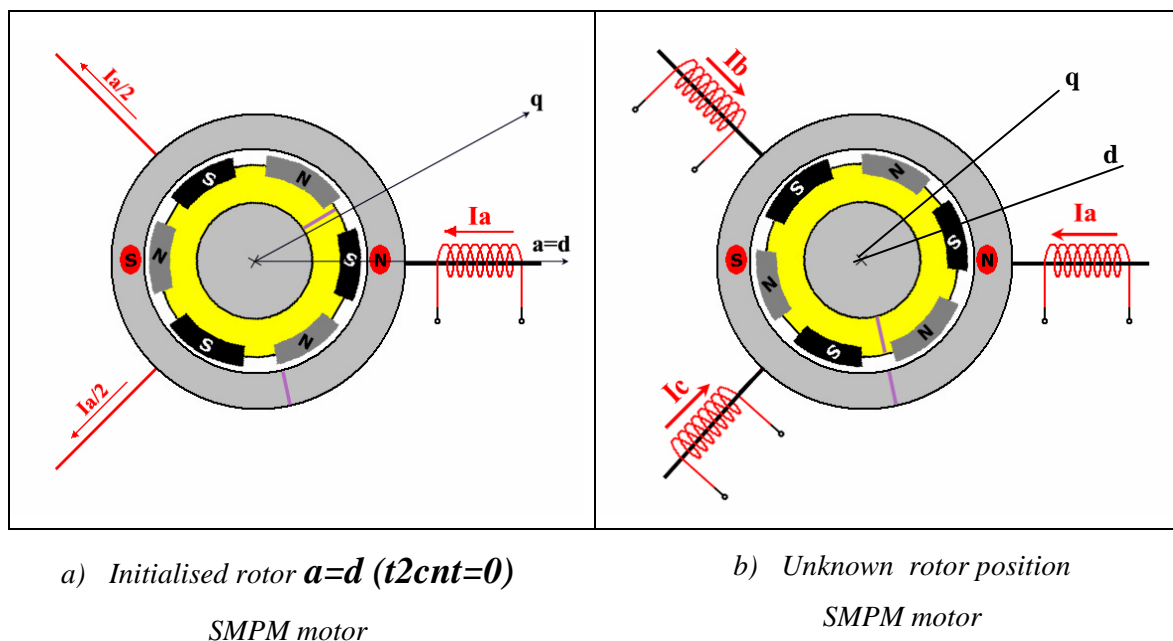 Ia/2
q
S
N
Ia
a=d
S
N
S
N
S
N
Ia/2
Ib
q
d
S
N
Ia
S
S
N
N
N
S
Ic
a) Initialised rotor a=d (t2cnt=0)
SMPM motor
b) Unknown rotor position
SMPM motor